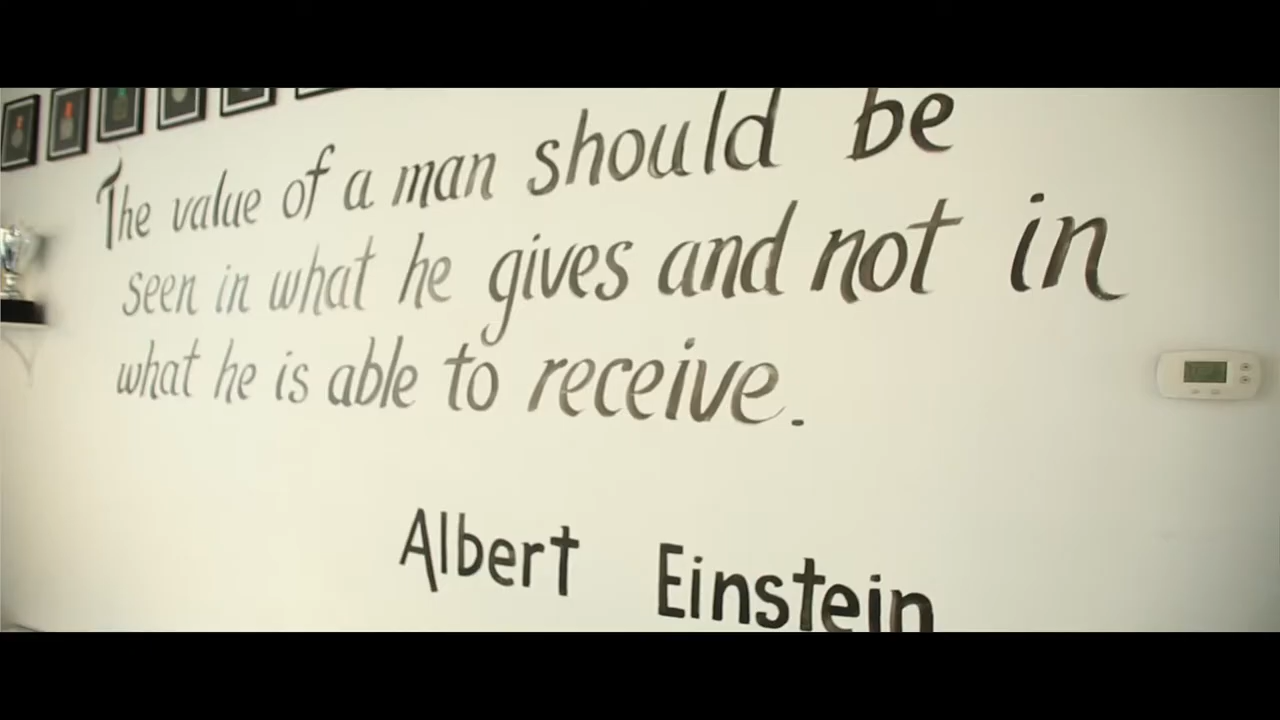 The value of a man should be
seen in what he gives and not in
what he is able to receive.
Albert Einstein